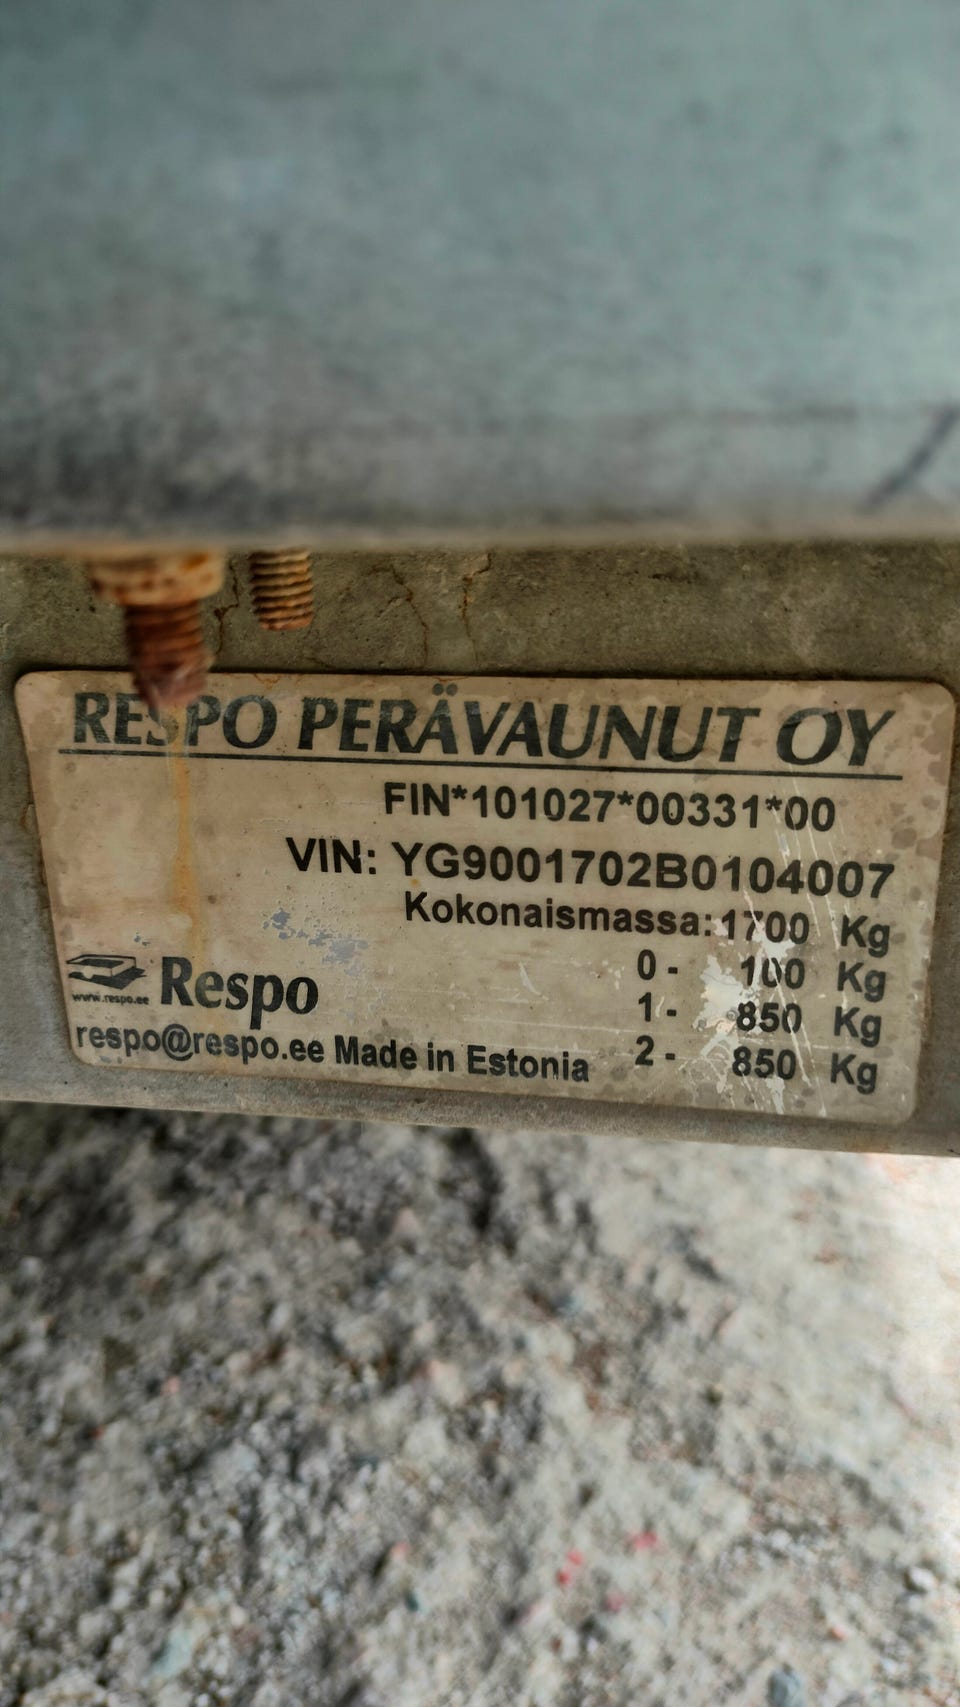 RESPO PERÄVAUNUT OY
FIN*101027*00331*00
VIN: YG9001702B0104007
Kokonaismassa: 1700 Kg
0 - 100 Kg
1 - 850 Kg
2 - 850 Kg
www.respo.ee
Respo
respo@respo.ee Made in Estonia